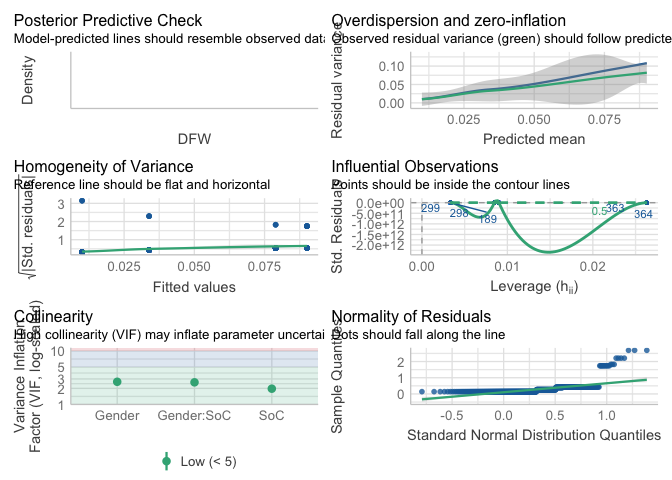 Posterior Predictive Check
Model-predicted lines should resemble observed data
Density
DFW
Overdispersion and zero-inflation
Observed residual variance (green) should follow predicte
Residual variance
0.10
0.05
0.00
0.025
0.050
0.075
Predicted mean
Homogeneity of Variance
Reference line should be flat and horizontal
√|Std. residuals|
3
2
1
0.025
0.050
0.075
Fitted values
Influential Observations
Points should be inside the contour lines
Std. Residuals
0.0e+00
-5.0e+11
-1.0e+12
-1.5e+12
-2.0e+12
299
298
189
0.5
363
364
0.00
0.01
0.02
Leverage (hii)
Collinearity
High collinearity (VIF) may inflate parameter uncertai
Variance Inflation
Factor (VIF, log-scaled)
10
5
3
2
1
Gender
Gender:SoC
SoC
Low (< 5)
Normality of Residuals
Dots should fall along the line
Sample Quantiles
2
1
0
-0.5
0.0
0.5
1.0
Standard Normal Distribution Quantiles